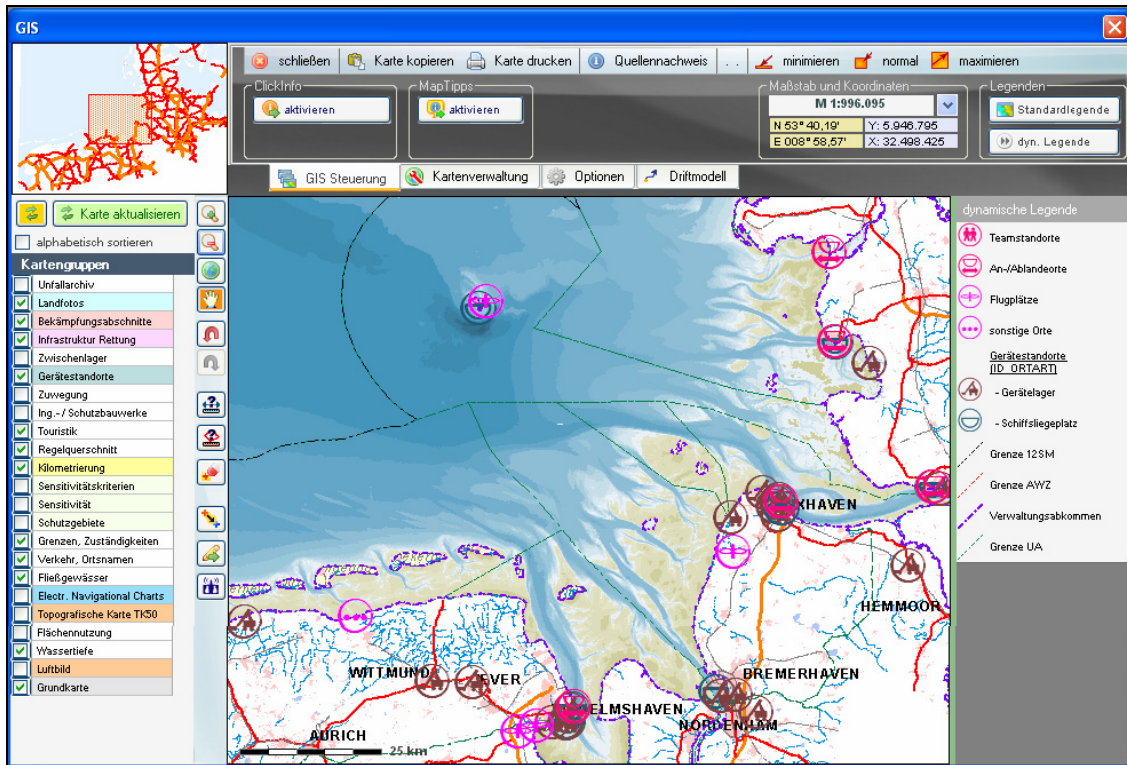 GIS
schließen Karte kopieren Karte drucken Quellennachweis . . minimieren normal maximieren
ClickInfo
aktivieren
MapTipps
aktivieren
Maßstab und Koordinaten
M 1:996.095
N 53° 40,19' Y: 5.946.795
E 008° 58,57' X: 32.498.425
Legenden
Standardlegende
dyn. Legende
GIS Steuerung Kartenverwaltung Optionen Driftmodell
Karte aktualisieren
alphabetisch sortieren
Kartengruppen
Unfallarchiv
Landfotos
Bekämpfungsabschnitte
Infrastruktur Rettung
Zwischenlager
Gerätestandorte
Zuwegung
Ing.- / Schutzbauwerke
Touristik
Regelquerschnitt
Kilometrierung
Sensitivitätskriterien
Sensitivität
Schutzgebiete
Grenzen, Zuständigkeiten
Verkehr, Ortsnamen
Fließgewässer
Electr. Navigational Charts
Topografische Karte TK50
Flächennutzung
Wassertiefe
Luftbild
Grundkarte
XHAVEN
HEMMOOR
WITTMUND
EVER
BREMERHAVEN
ELMSHAVEN
NORDENHAM
AURICH
25 km
dynamische Legende
Teamstandorte
An-/Ablandeorte
Flugplätze
sonstige Orte
Gerätestandorte
(ID_ORTART)
- Gerätelager
- Schiffsliegeplatz
Grenze 12SM
Grenze AWZ
Verwaltungsabkommen
Grenze UA